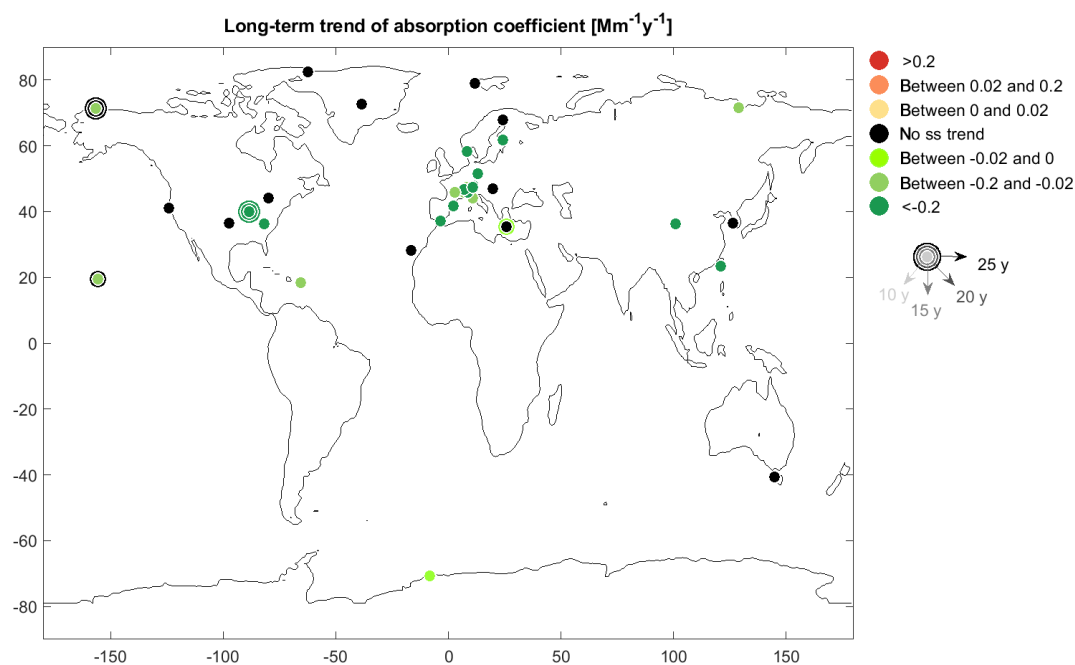 Long-term trend of absorption coefficient [Mm-1y-1]
80
60
40
20
0
-20
-40
-60
-80
-150
-100
-50
0
50
100
150
>0.2
Between 0.02 and 0.2
Between 0 and 0.02
No ss trend
Between -0.02 and 0
Between -0.2 and -0.02
<-0.2
25 y
10 y
20 y
15 y